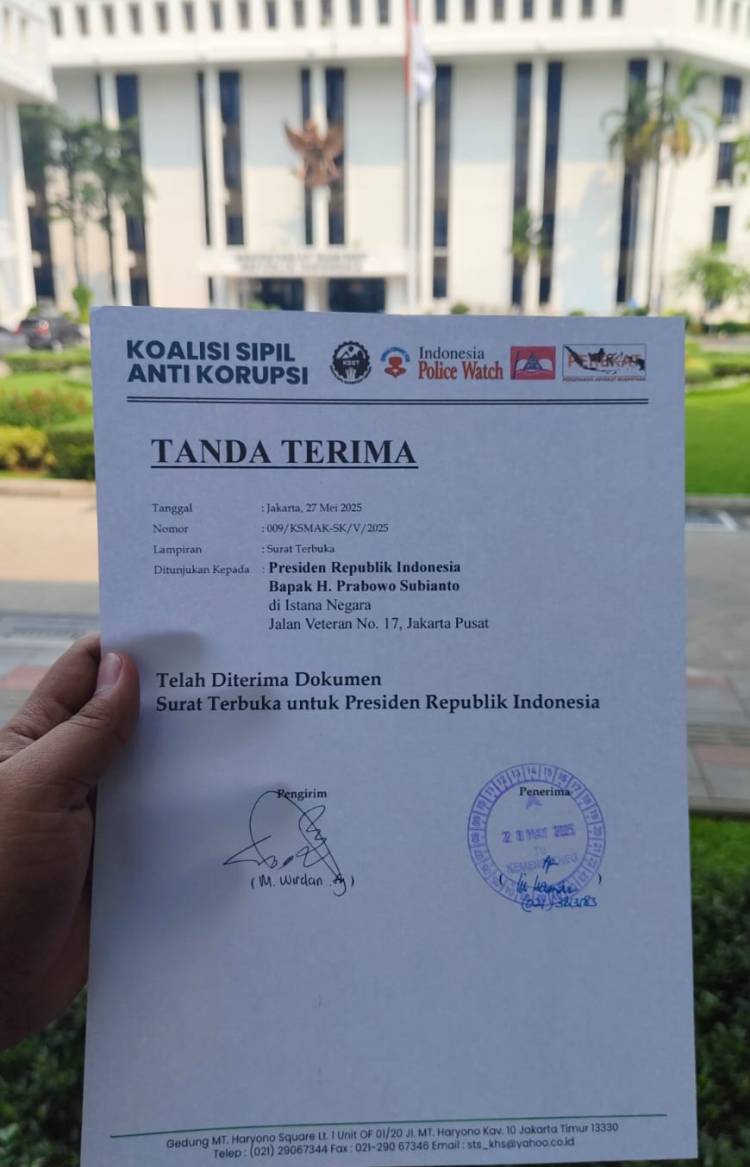 KOALISI SIPIL
ANTI KORUPSI
Indonesia
Police Watch
TANDA TERIMA
Tanggal : Jakarta, 27 Mei 2025
Nomor : 009/KSMAK-SK/V/2025
Lampiran : Surat Terbuka
Ditunjukan Kepada : Presiden Republik Indonesia
Bapak H. Prabowo Subianto
di Istana Negara
Jalan Veteran No. 17, Jakarta Pusat
Telah Diterima Dokumen
Surat Terbuka untuk Presiden Republik Indonesia
Pengirim
Penerima
MAY 2025
(M. Wirdan
Gedung MT. Haryono Square Lt. 1 Unit OF 01/20 Jl. MT. Haryono Kav. 10 Jakarta Timur 13330
Telep : (021) 29067344 Fax : 021-290 67346 Email : sts_khs@yahoo.co.id